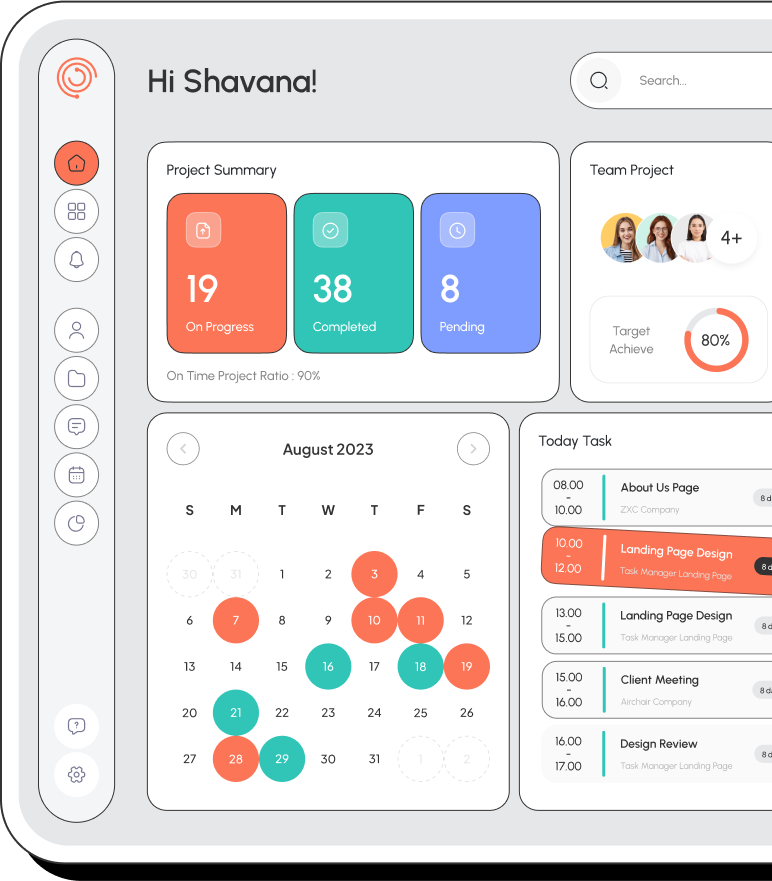 Hi Shavana!
Search...
Project Summary
19
On Progress
38
Completed
8
Pending
On Time Project Ratio : 90%
Team Project
4+
Target
Achieve
80%
August 2023
S M T W T F S
30 31 1 2 3 4 5
6 7 8 9 10 11 12
13 14 15 16 17 18 19
20 21 22 23 24 25 26
27 28 29 30 31 1 2
Today Task
08.00
-
10.00
About Us Page
ZXC Company
8 d
10.00
-
12.00
Landing Page Design
Task Manager Landing Page
8 d
13.00
-
15.00
Landing Page Design
Task Manager Landing Page
8 d
15.00
-
16.00
Client Meeting
Airchair Company
8 d
16.00
-
17.00
Design Review
Task Manager Landing Page
8 d